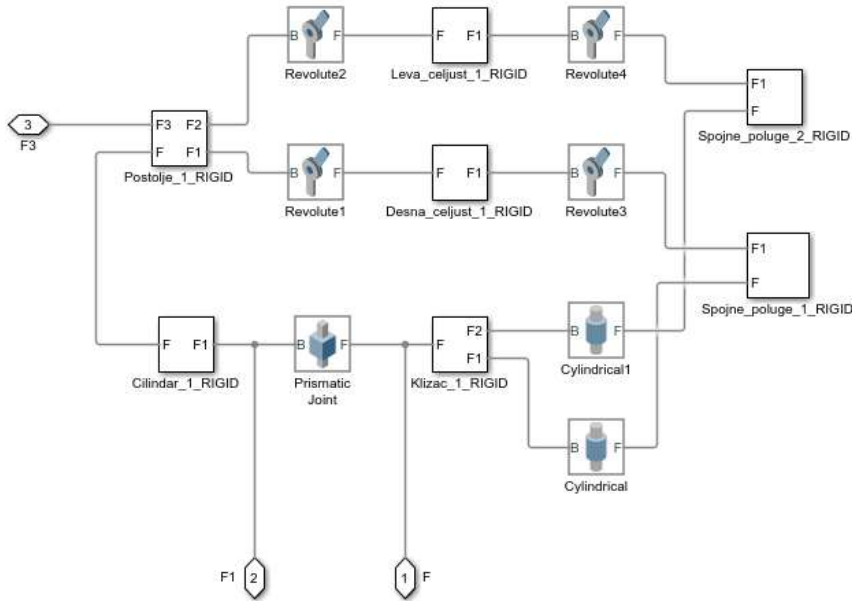 B F
Revolute2
F F1
Leva_celjust_1_RIGID
B F
Revolute4
F1
F
Spojne_poluge_2_RIGID
3
F3
F3 F2
F F1
Postolje_1_RIGID
B F
Revolute1
F F1
Desna_celjust_1_RIGID
B F
Revolute3
F1
F
Spojne_poluge_1_RIGID
F F1
Cilindar_1_RIGID
B F
Prismatic
Joint
F F2
F1
Klizac_1_RIGID
B F
Cylindrical1
B F
Cylindrical
F1 2
1 F